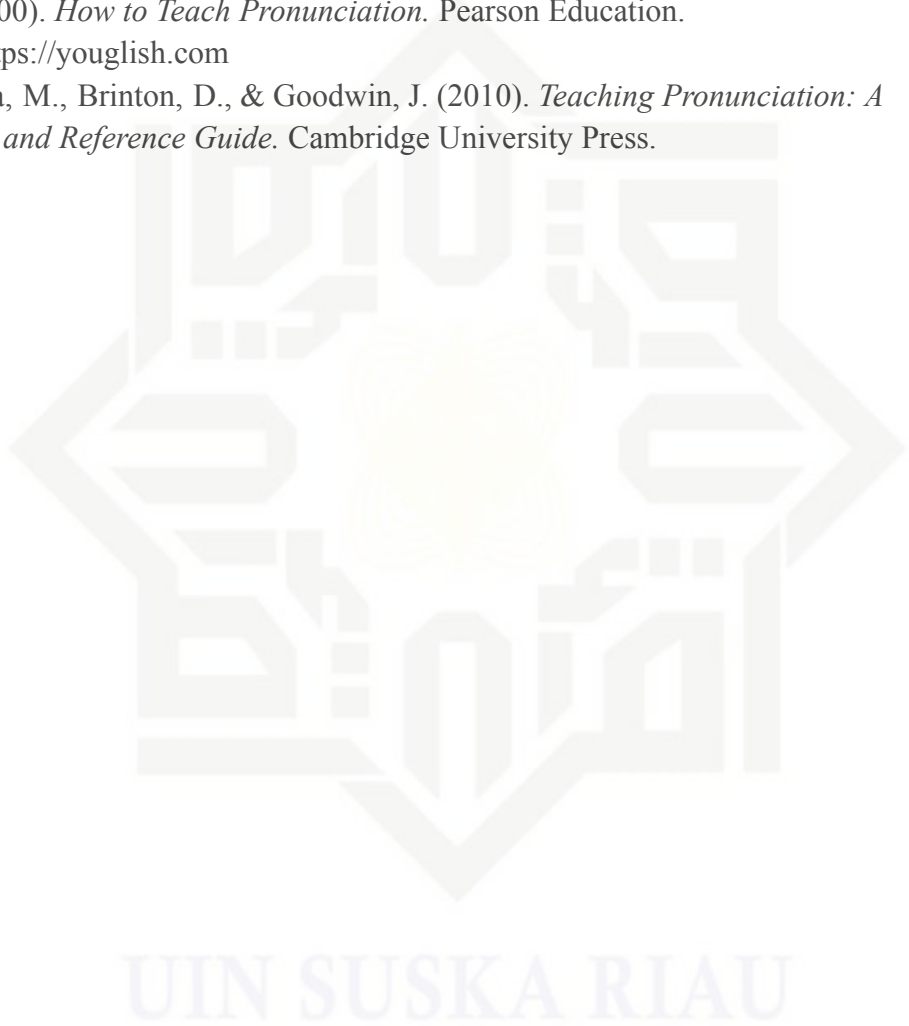 00). How to Teach Pronunciation. Pearson Education.
ps://youglish.com
, M., Brinton, D., & Goodwin, J. (2010). Teaching Pronunciation: A
and Reference Guide. Cambridge University Press.
UIN SUSKA RIAU